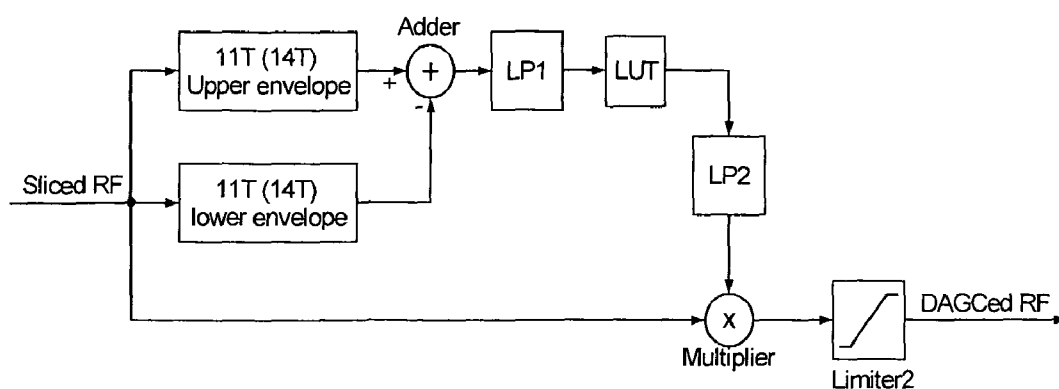 Adder
11T (14T)
Upper envelope
+
+
-
LP1
LUT
Sliced RF
11T (14T)
lower envelope
LP2
x
Multiplier
DAGCed RF
Limiter2